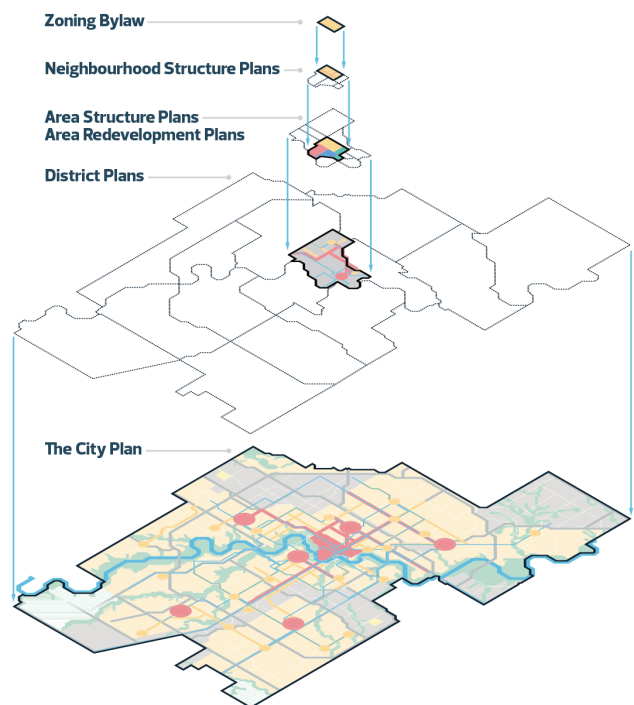 Zoning Bylaw
Neighbourhood Structure Plans
Area Structure Plans
Area Redevelopment Plans
District Plans
The City Plan